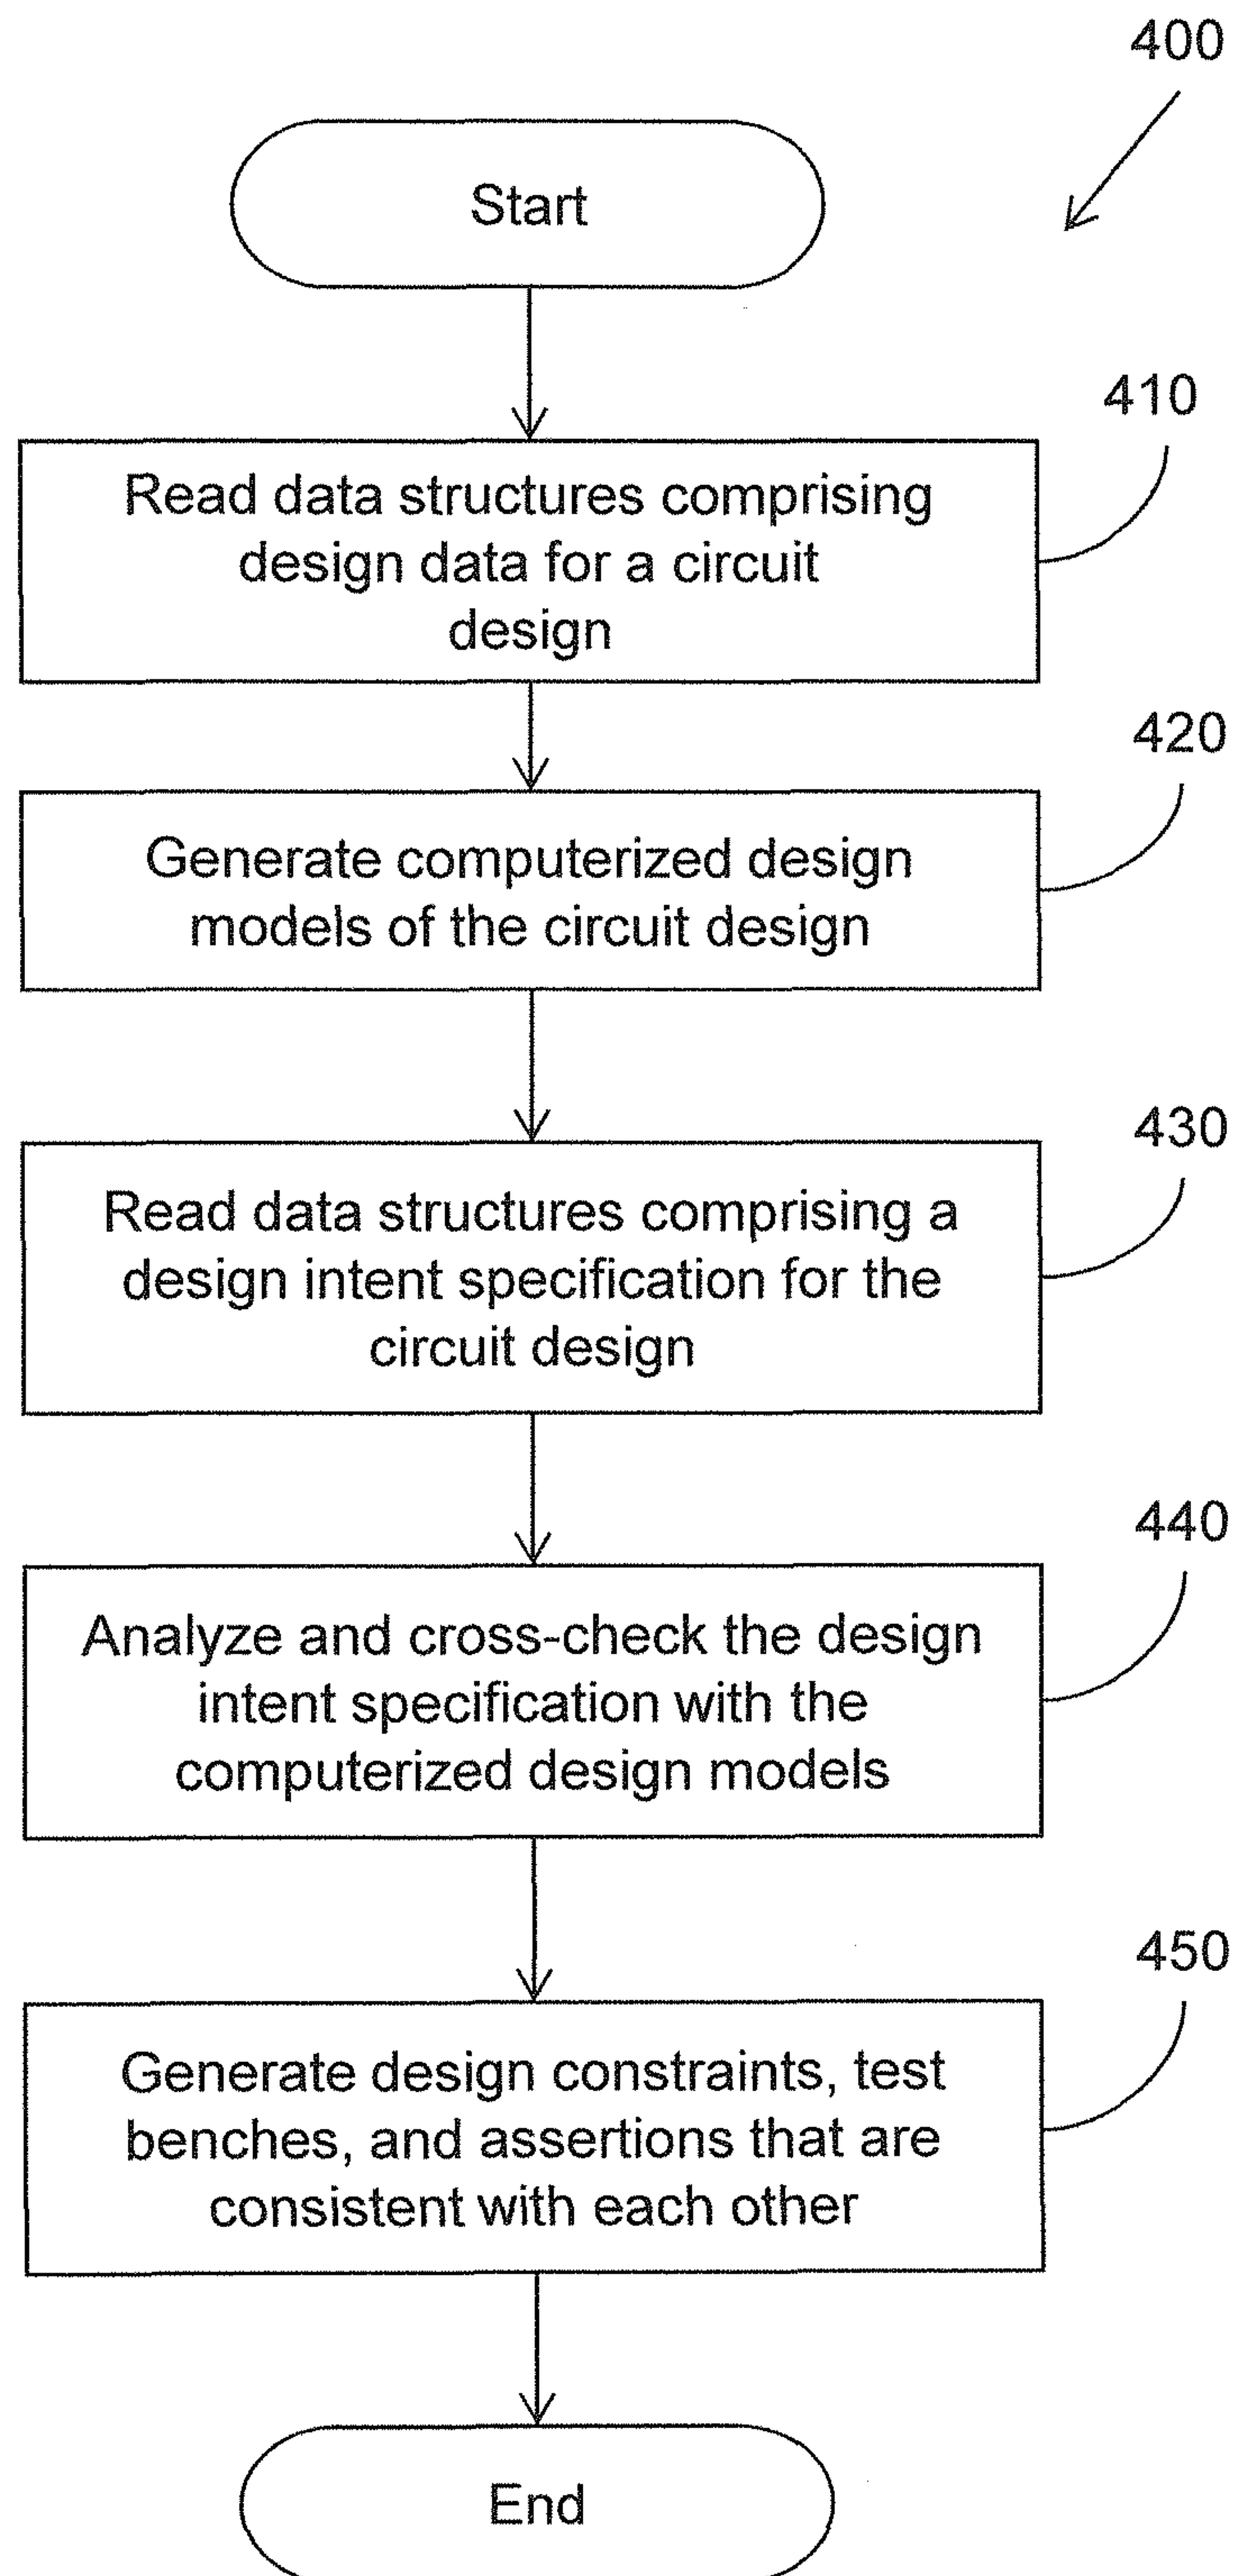 400
Start
410
Read data structures comprising
design data for a circuit
design
420
Generate computerized design
models of the circuit design
430
Read data structures comprising a
design intent specification for the
circuit design
440
Analyze and cross-check the design
intent specification with the
computerized design models
450
Generate design constraints, test
benches, and assertions that are
consistent with each other
End